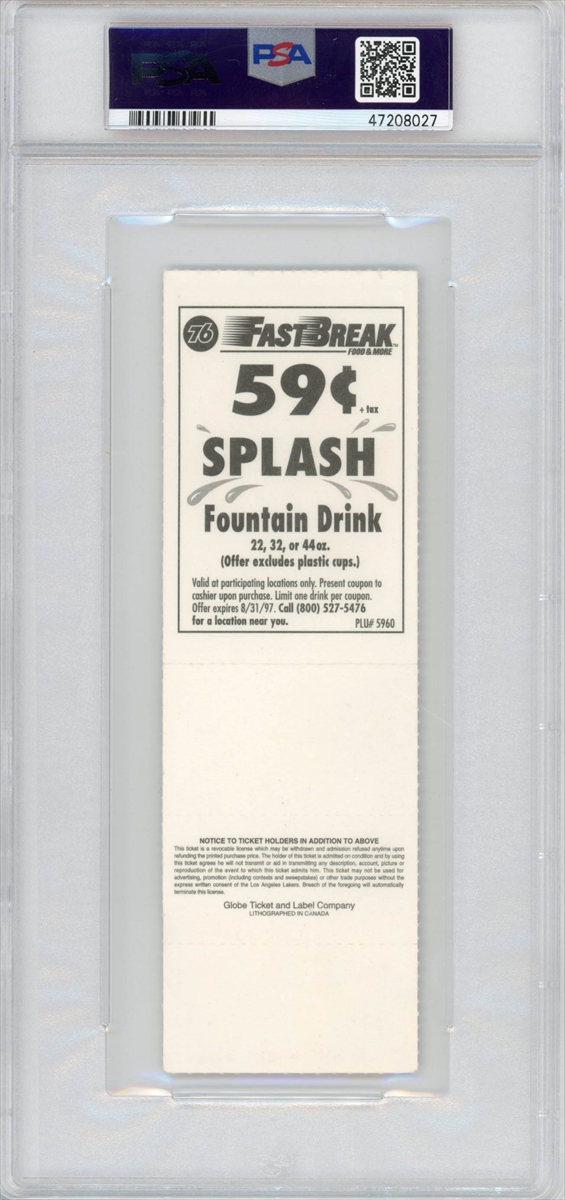 PSA
PSA
47208027
76 FASTBREAK™
FOOD & MORE
59¢ + tax
SPLASH
Fountain Drink
22, 32, or 44 oz.
(Offer excludes plastic cups.)
Valid at participating locations only. Present coupon to
cashier upon purchase. Limit one drink per coupon.
Offer expires 8/31/97. Call (800) 527-5476
for a location near you. PLU# 5960
NOTICE TO TICKET HOLDERS IN ADDITION TO ABOVE
This ticket is a revocable license which may be withdrawn and admission refused anytime upon
refunding the printed purchase price. The holder of this ticket is admitted on condition and by using
this ticket agrees he will not transmit or aid in transmitting any description, account, picture or
reproduction of the event to which this ticket admits him. This ticket may not be used for
advertising, promotion (including contests and sweepstakes) or other trade purposes without the
express written consent of the Los Angeles Lakers. Breach of the foregoing will automatically
terminate this license.
Globe Ticket and Label Company
LITHOGRAPHED IN CANADA